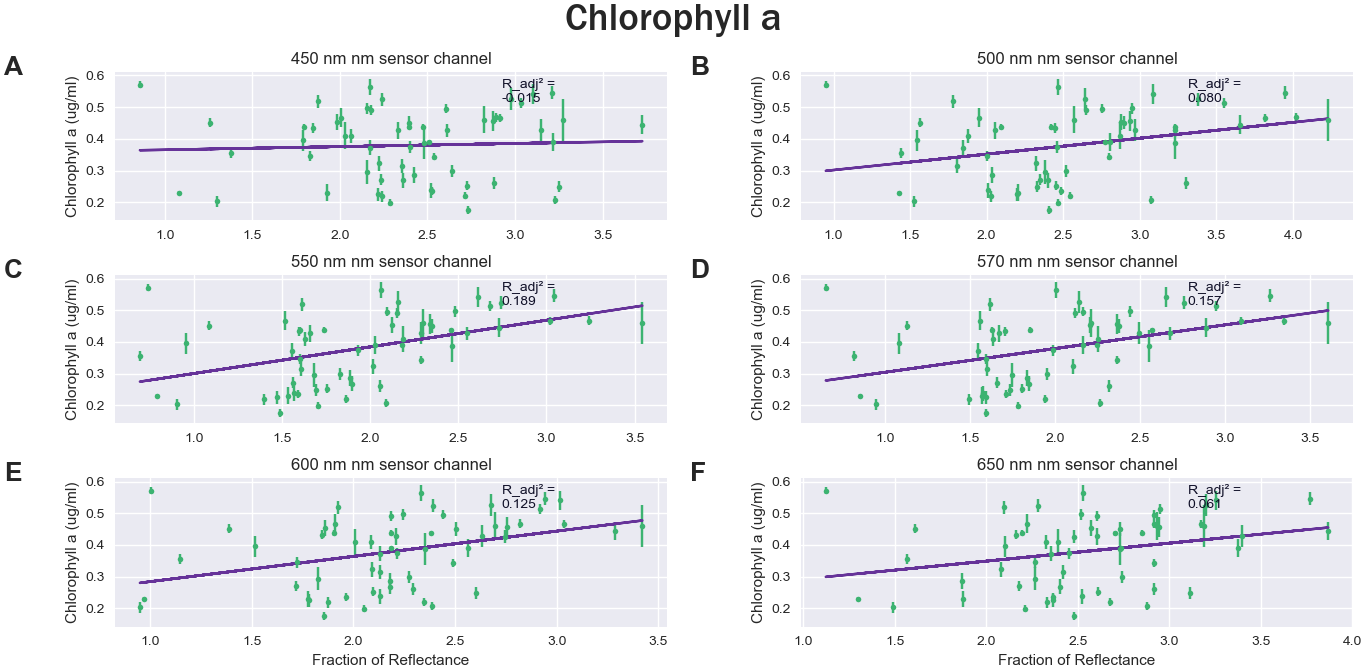 Chlorophyll a
A
450 nm nm sensor channel
Chlorophyll a (ug/ml)
0.6
0.5
0.4
0.3
0.2
R_adj² =
-0.015
1.0 1.5 2.0 2.5 3.0 3.5
B
500 nm nm sensor channel
Chlorophyll a (ug/ml)
0.6
0.5
0.4
0.3
0.2
R_adj² =
0.080
1.0 1.5 2.0 2.5 3.0 3.5 4.0
C
550 nm sensor channel
Chlorophyll a (ug/ml)
0.6
0.5
0.4
0.3
0.2
R_adj² =
0.189
1.0 1.5 2.0 2.5 3.0 3.5
D
570 nm sensor channel
Chlorophyll a (ug/ml)
0.6
0.5
0.4
0.3
0.2
R_adj² =
0.157
1.0 1.5 2.0 2.5 3.0 3.5
E
600 nm nm sensor channel
Chlorophyll a (ug/ml)
0.6
0.5
0.4
0.3
0.2
R_adj² =
0.125
1.0 1.5 2.0 2.5 3.0 3.5
Fraction of Reflectance
F
650 nm nm sensor channel
Chlorophyll a (ug/ml)
0.6
0.5
0.4
0.3
0.2
R_adj² =
0.061
1.0 1.5 2.0 2.5 3.0 3.5 4.0
Fraction of Reflectance